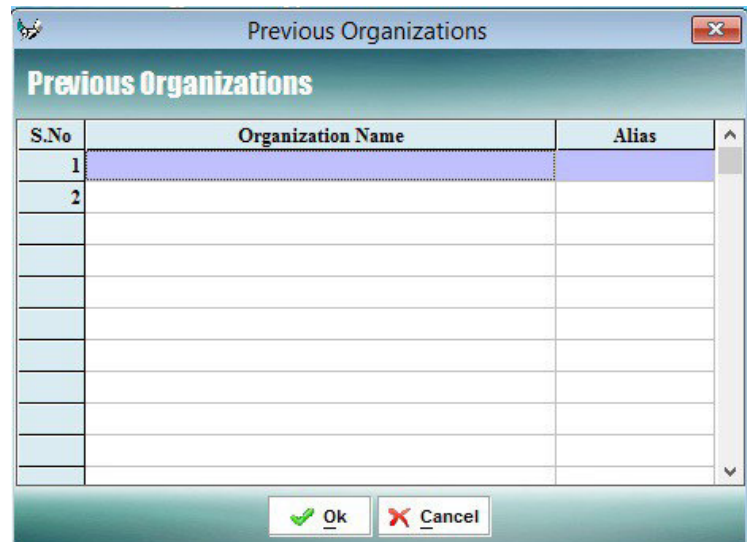 Previous Organizations
Previous Organizations
S.No Organization Name Alias
1
2
Ok Cancel